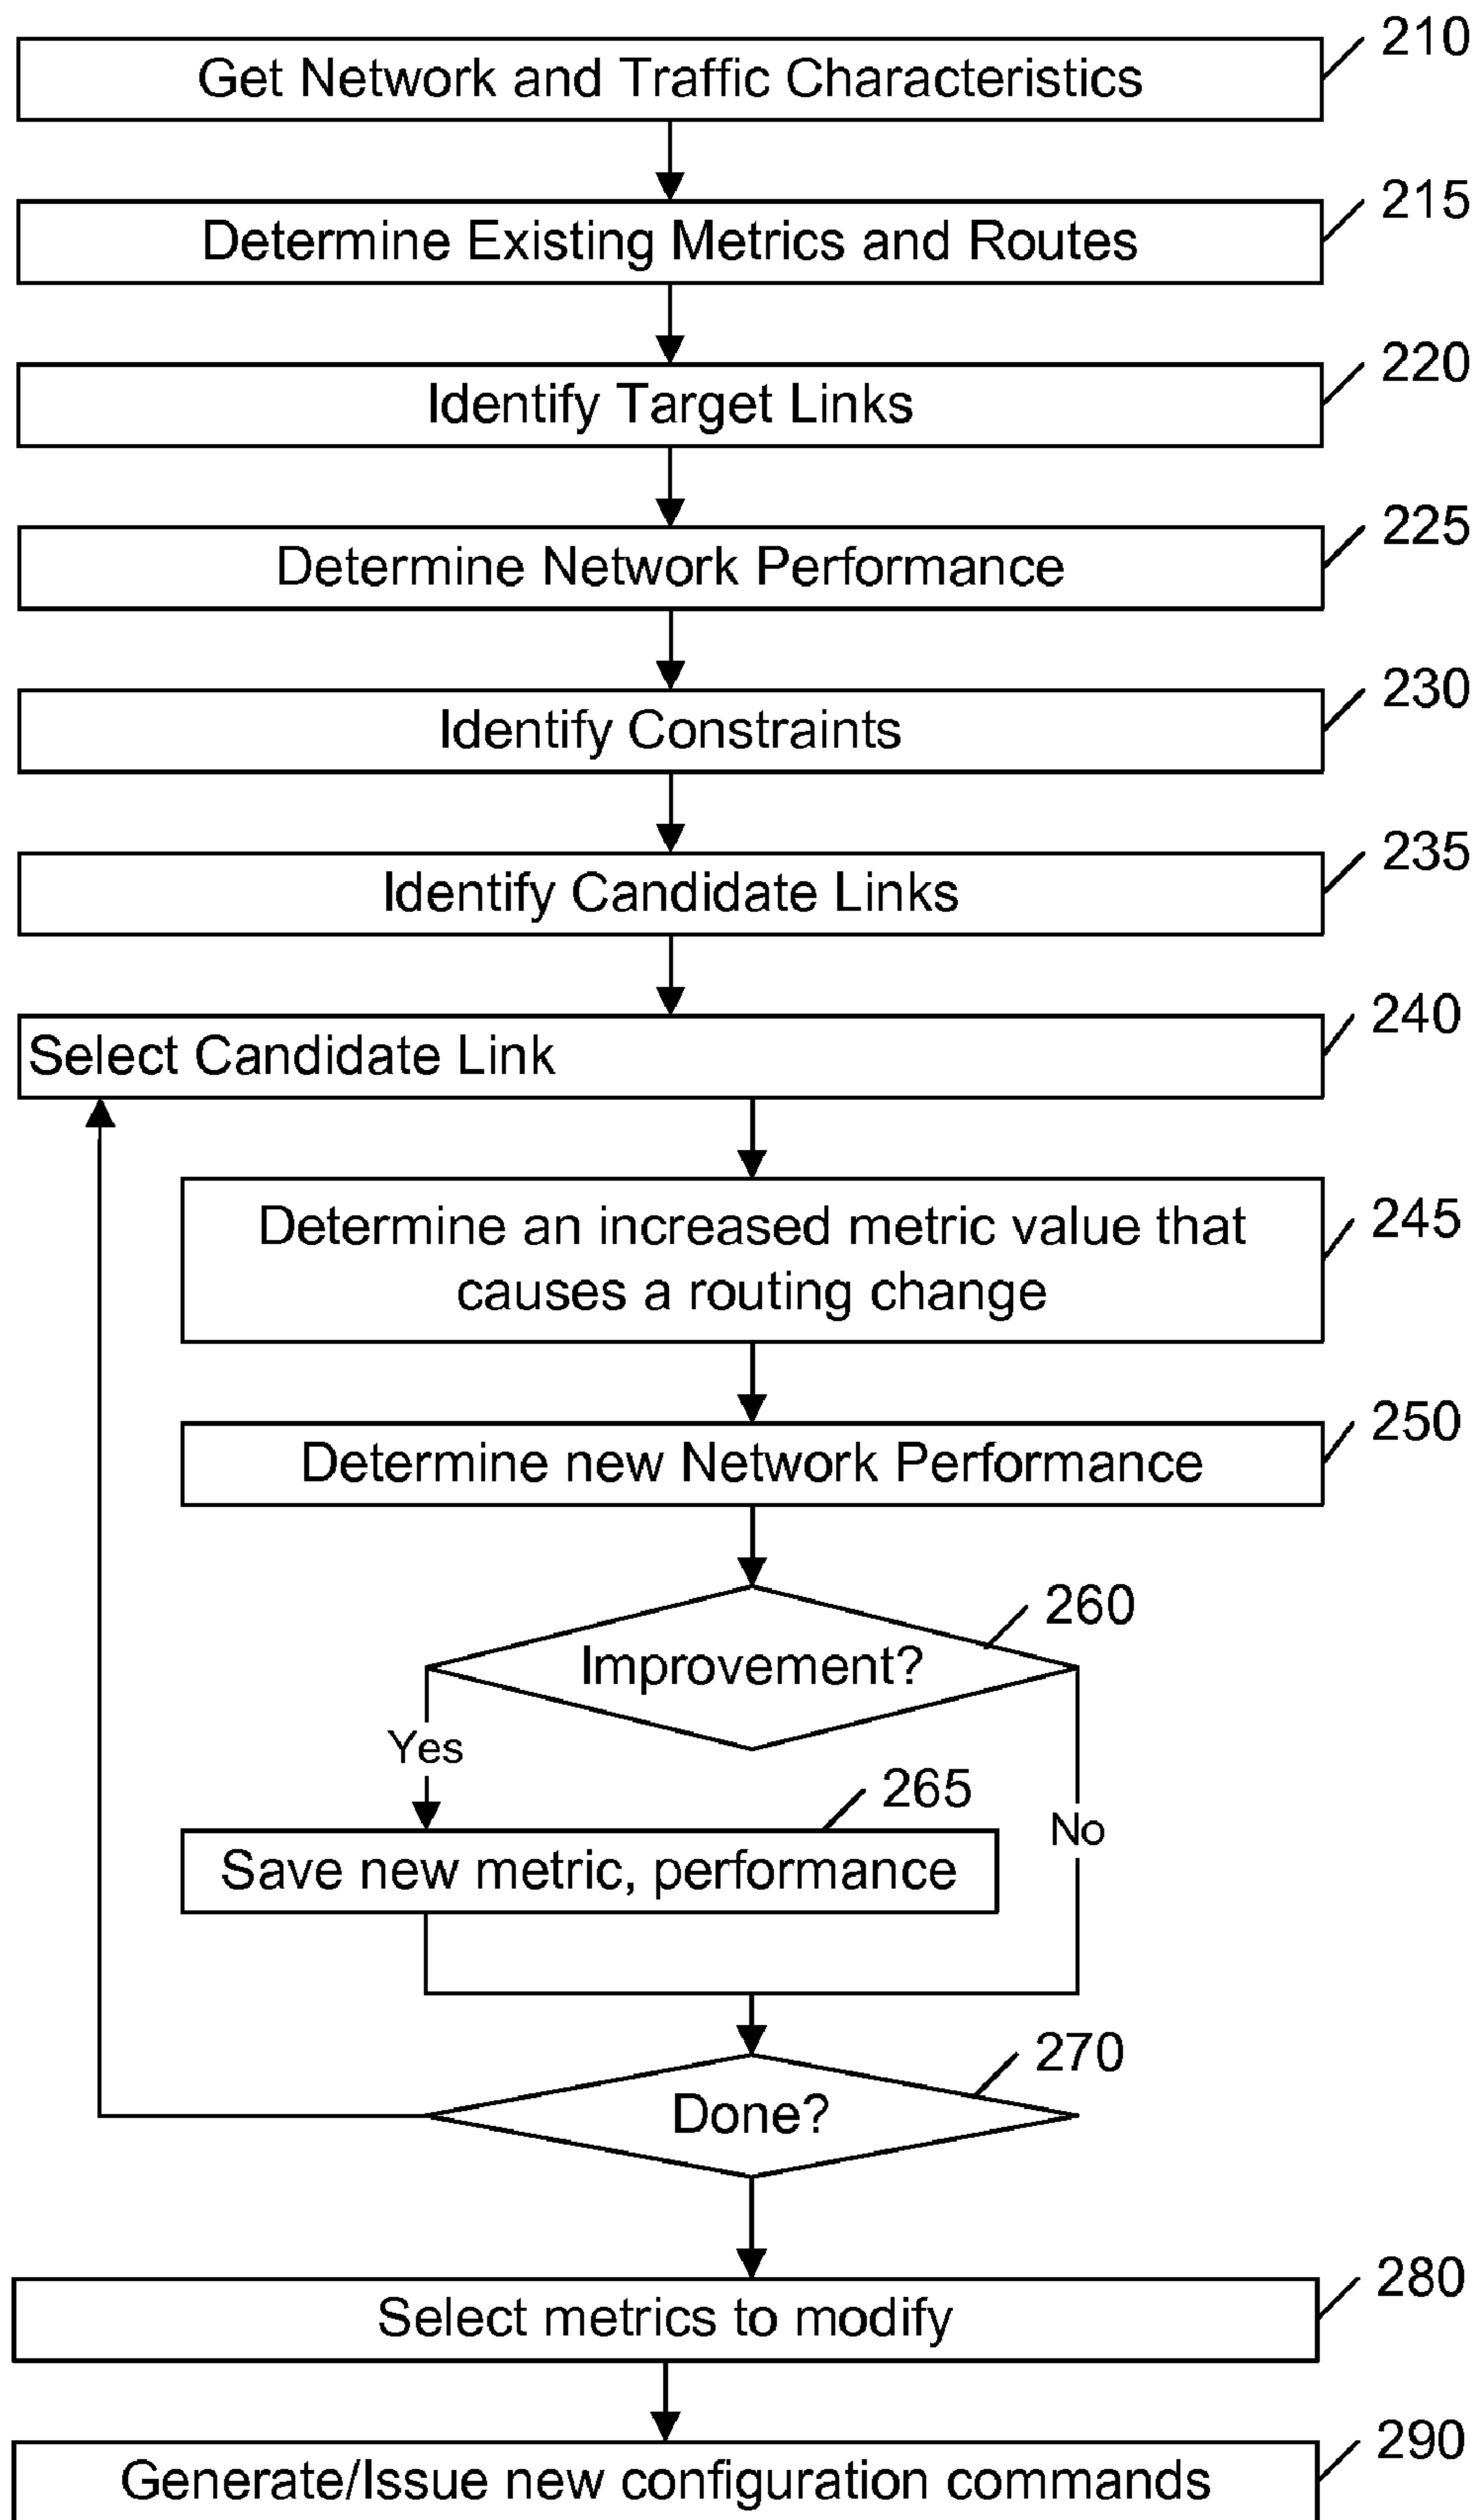 210
Get Network and Traffic Characteristics
215
Determine Existing Metrics and Routes
220
Identify Target Links
225
Determine Network Performance
230
Identify Constraints
235
Identify Candidate Links
240
Select Candidate Link
245
Determine an increased metric value that
causes a routing change
250
Determine new Network Performance
260
Improvement?
Yes
265
No
Save new metric, performance
270
Done?
280
Select metrics to modify
290
Generate/Issue new configuration commands